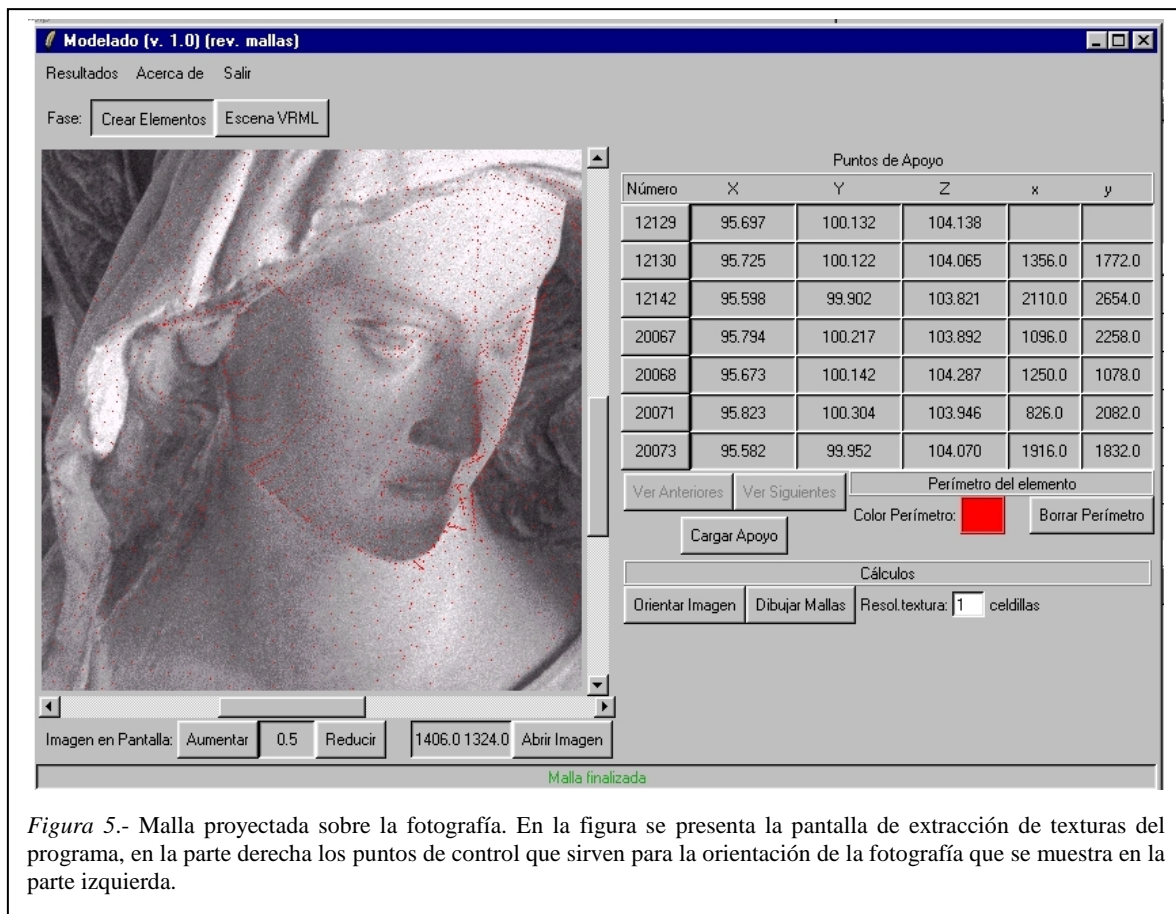 Modelado (v. 1.0) (rev. mallas)
Resultados Acerca de Salir
Fase: Crear Elementos Escena VRML
Puntos de Apoyo
Número X Y Z x y
12129 95.697 100.132 104.138
12130 95.725 100.122 104.065 1356.0 1772.0
12142 95.598 99.902 103.821 2110.0 2654.0
20067 95.794 100.217 103.892 1096.0 2258.0
20068 95.673 100.142 104.287 1250.0 1078.0
20071 95.823 100.304 103.946 826.0 2082.0
20073 95.582 99.952 104.070 1916.0 1832.0
Ver Anteriores Ver Siguientes Perímetro del elemento
Color Perímetro: Borrar Perímetro
Cargar Apoyo
Cálculos
Orientar Imagen Dibujar Mallas Resol.textura: 1 celdillas
Imagen en Pantalla: Aumentar 0.5 Reducir 1406.0 1324.0 Abrir Imagen
Malla finalizada
Figura 5.- Malla proyectada sobre la fotografía. En la figura se presenta la pantalla de extracción de texturas del
programa, en la parte derecha los puntos de control que sirven para la orientación de la fotografía que se muestra en la
parte izquierda.